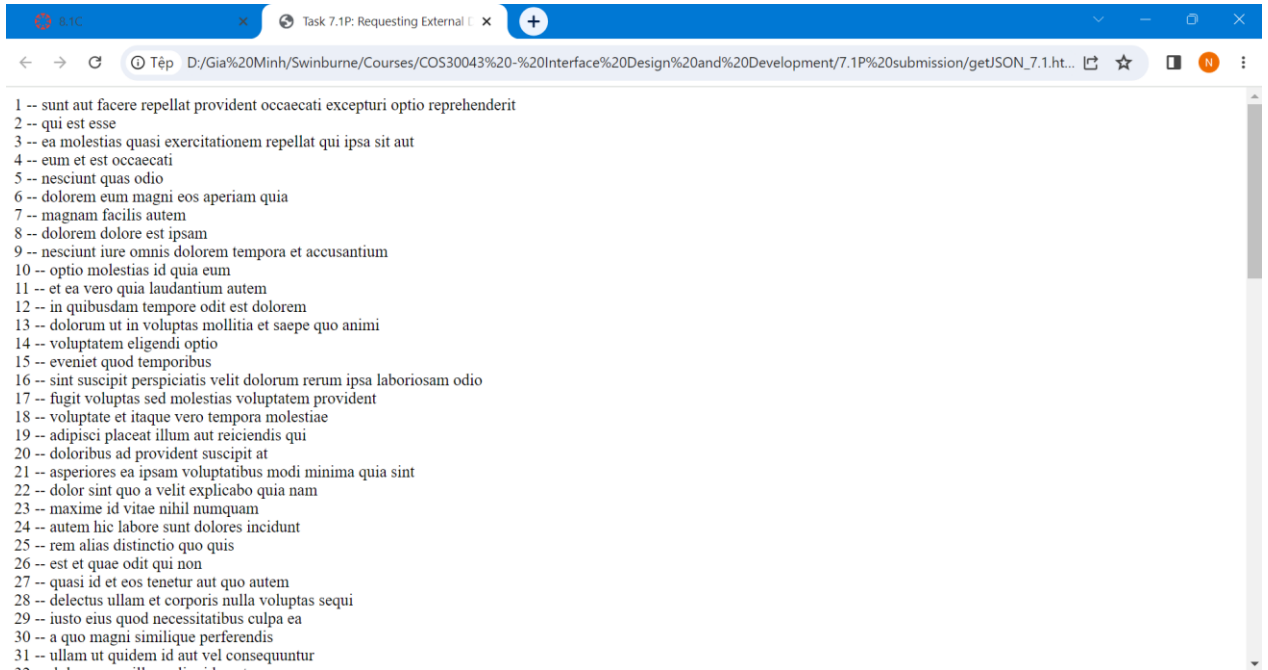 8.1C
Task 7.1P: Requesting External D
Tệp D:/Gia%20Minh/Swinburne/Courses/COS30043%20-%20Interface%20Design%20and%20Development/7.1P%20submission/getJSON_7.1.ht...
N
1 -- sunt aut facere repellat provident occaecati excepturi optio reprehenderit
2 -- qui est esse
3 -- ea molestias quasi exercitationem repellat qui ipsa sit aut
4 -- eum et est occaecati
5 -- nesciunt quas odio
6 -- dolorem eum magni eos aperiam quia
7 -- magnam facilis autem
8 -- dolorem dolore est ipsam
9 -- nesciunt iure omnis dolorem tempora et accusantium
10 -- optio molestias id quia eum
11 -- et ea vero quia laudantium autem
12 -- in quibusdam tempore odit est dolorem
13 -- dolorum ut in voluptas mollitia et saepe quo animi
14 -- voluptatem eligendi optio
15 -- eveniet quod temporibus
16 -- sint suscipit perspiciatis velit dolorum rerum ipsa laboriosam odio
17 -- fugit voluptas sed molestias voluptatem provident
18 -- voluptate et itaque vero tempora molestiae
19 -- adipisci placeat illum aut reiciendis qui
20 -- doloribus ad provident suscipit at
21 -- asperiores ea ipsam voluptatibus modi minima quia sint
22 -- dolor sint quo a velit explicabo quia nam
23 -- maxime id vitae nihil numquam
24 -- autem hic labore sunt dolores incidunt
25 -- rem alias distinctio quo quis
26 -- est et quae odit qui non
27 -- quasi id et eos tenetur aut quo autem
28 -- delectus ullam et corporis nulla voluptas sequi
29 -- iusto eius quod necessitatibus culpa ea
30 -- a quo magni similique perferendis
31 -- ullam ut quidem id aut vel consequuntur